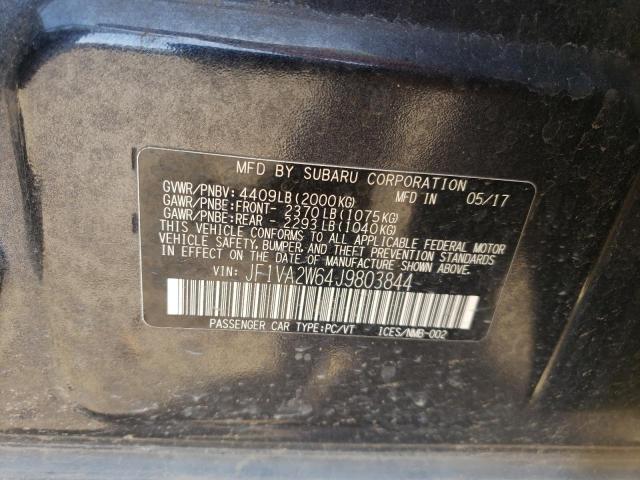 MFD BY SUBARU CORPORATION
GVWR/PNBV: 4409LB(2000KG) MFD IN 05/17
GAWR/PNBE:FRONT- 2370LB(1075KG)
GAWR/PNBE:REAR - 2293LB(1040KG)
THIS VEHICLE CONFORMS TO ALL APPLICABLE FEDERAL MOTOR
VEHICLE SAFETY, BUMPER, AND THEFT PREVENTION STANDARDS
IN EFFECT ON THE DATE OF MANUFACTURE SHOWN ABOVE.
VIN: JF1VA2W64J9803844
PASSENGER CAR TYPE:PC/VT ICES/NMB-002